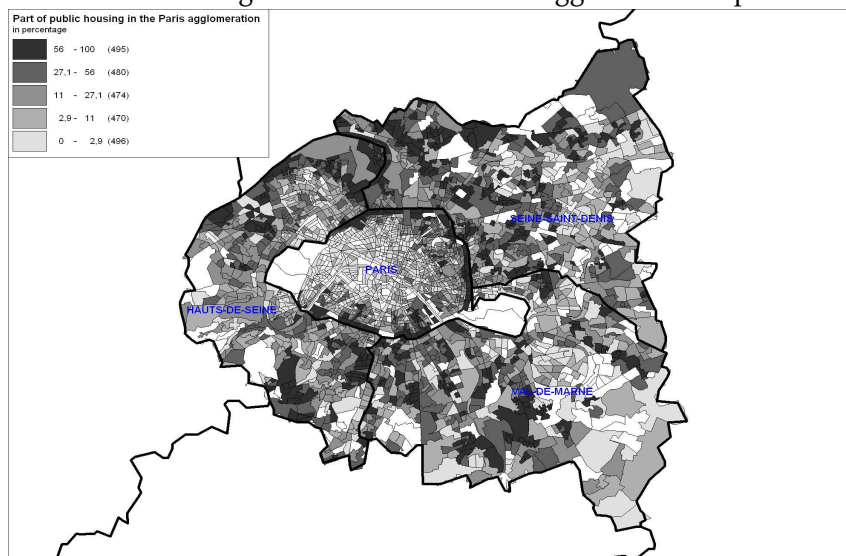 Part of public housing in the Paris agglomeration
in percentage
56 - 100 (495)
27,1 - 56 (480)
11 - 27,1 (474)
2,9 - 11 (470)
0 - 2,9 (496)
SEINE-SAINT-DENIS
PARIS
HAUTS-DE-SEINE
VAL-DE-MARNE